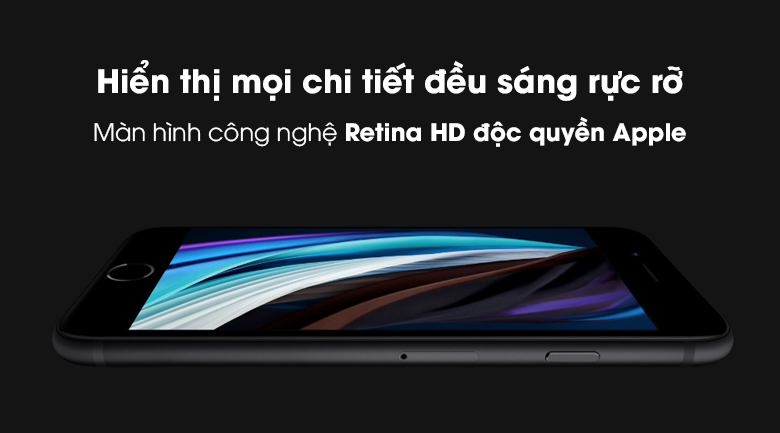 Hiển thị mọi chi tiết đều sáng rực rỡ
Màn hình công nghệ Retina HD độc quyền Apple